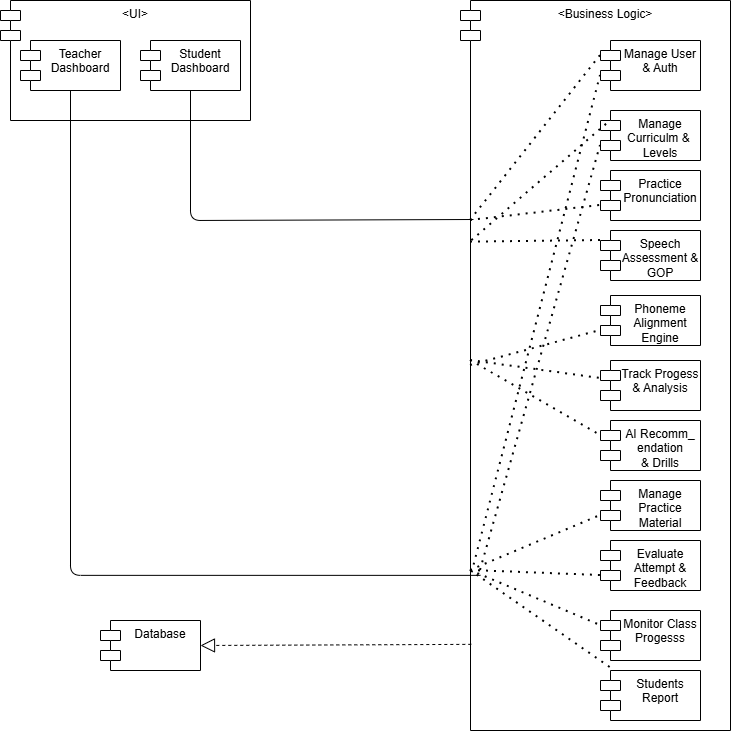 <UI>
Teacher
Dashboard
Student
Dashboard
<Business Logic>
Manage User
& Auth
Manage
Curriculm &
Levels
Practice
Pronunciation
Speech
Assessment &
GOP
Phoneme
Alignment
Engine
Track Progess
& Analysis
AI Recomm_
endation
& Drills
Manage
Practice
Material
Evaluate
Attempt &
Feedback
Monitor Class
Progesss
Students
Report
Database